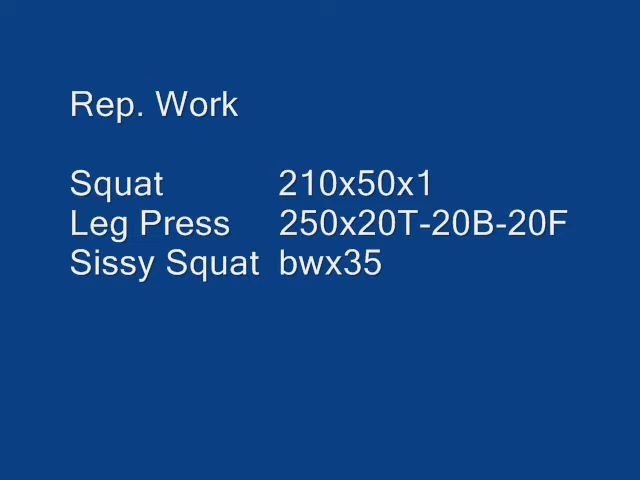 Rep. Work
Squat 210x50x1
Leg Press 250x20T-20B-20F
Sissy Squat bwx35